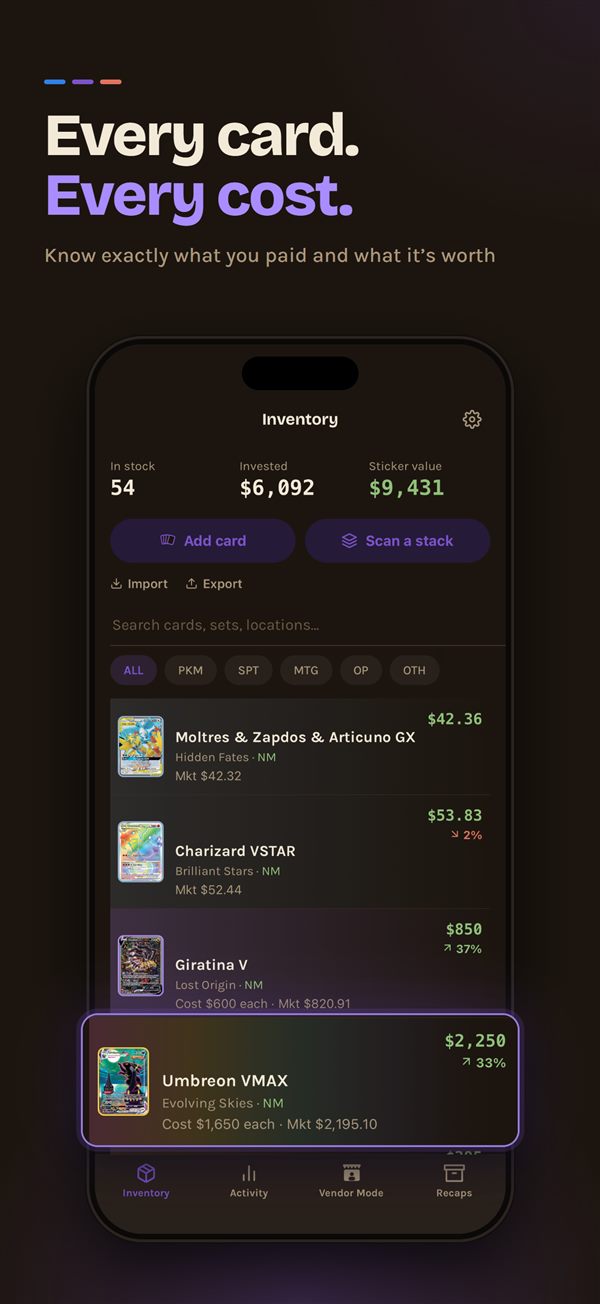 Every card.
Every cost.
Know exactly what you paid and what it’s worth
Inventory
In stock Invested Sticker value
54 $6,092 $9,431
Add card Scan a stack
Import Export
Search cards, sets, locations...
ALL PKM SPT MTG OP OTH
$42.36
Moltres & Zapdos & Articuno GX
Hidden Fates · NM
Mkt $42.32
$53.83
2%
Charizard VSTAR
Brilliant Stars · NM
Mkt $52.44
$850
37%
Giratina V
Lost Origin · NM
Cost $600 each · Mkt $820.91
$2,250
33%
Umbreon VMAX
Evolving Skies · NM
Cost $1,650 each · Mkt $2,195.10
Inventory Activity Vendor Mode Recaps